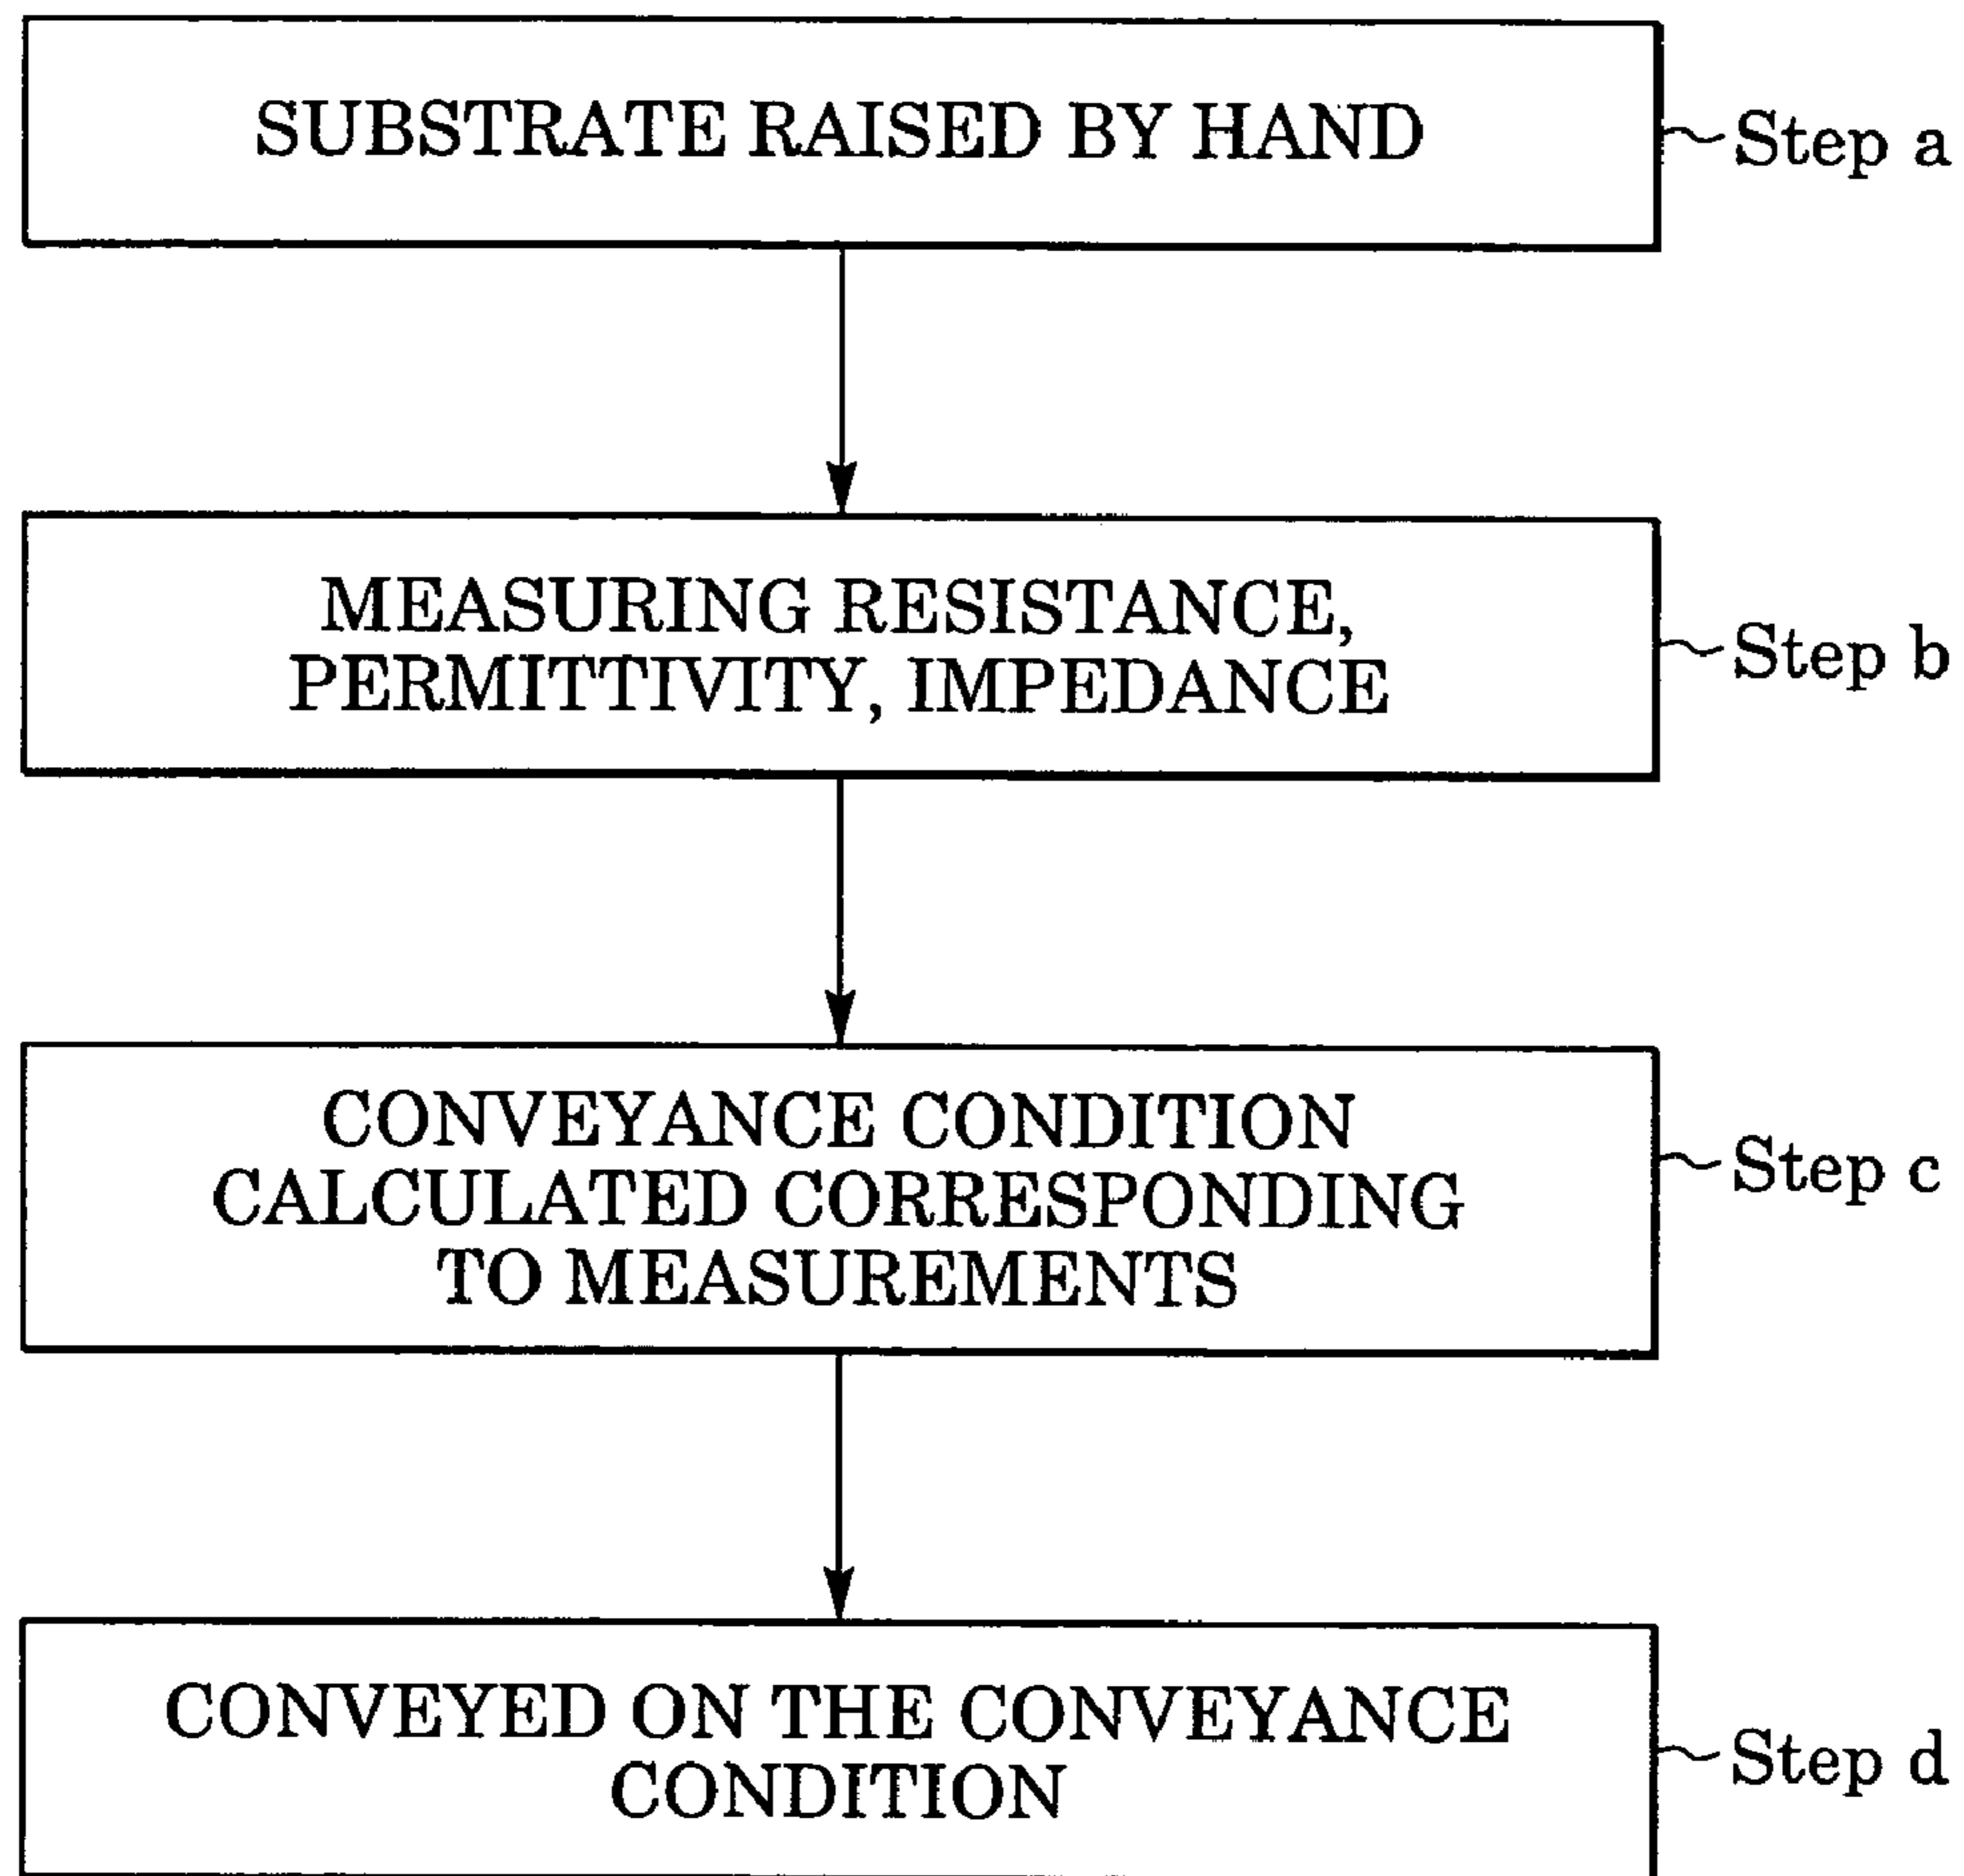 SUBSTRATE RAISED BY HAND
Step a
MEASURING RESISTANCE,
PERMITTIVITY, IMPEDANCE
Step b
CONVEYANCE CONDITION
CALCULATED CORRESPONDING
TO MEASUREMENTS
Step c
CONVEYED ON THE CONVEYANCE
CONDITION
Step d